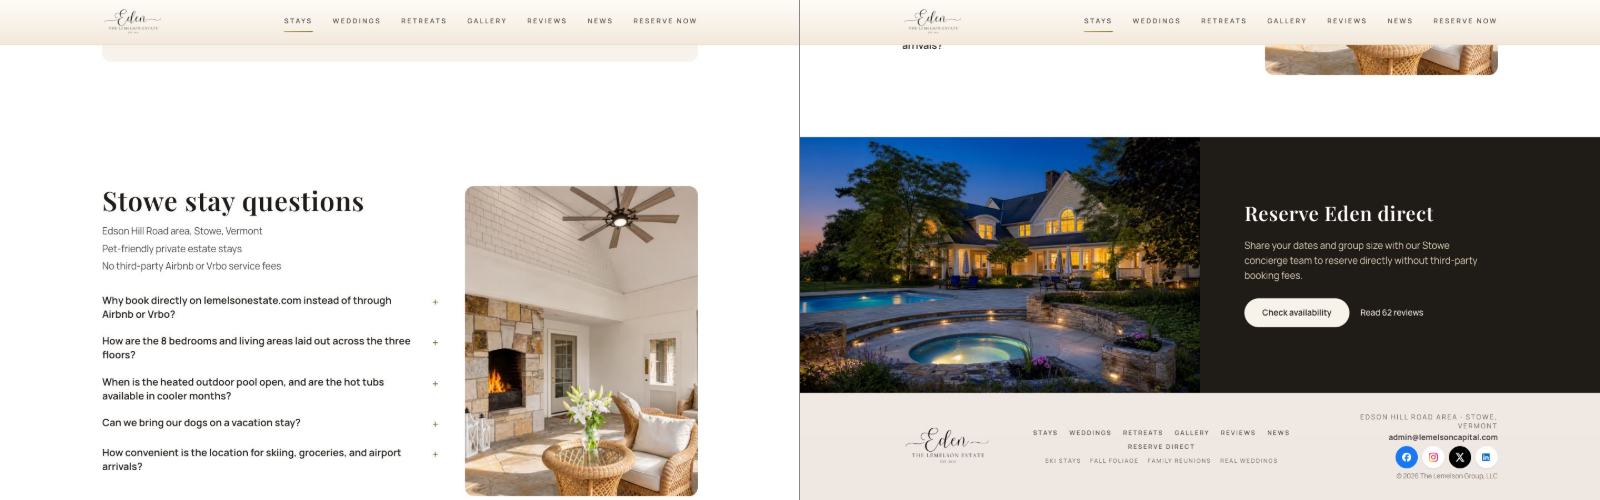 Eden
THE LEMELSON ESTATE
STAYS WEDDINGS RETREATS GALLERY REVIEWS NEWS RESERVE NOW
Stowe stay questions
Edson Hill Road area, Stowe, Vermont
Pet-friendly private estate stays
No third-party Airbnb or Vrbo service fees
Why book directly on lemelsonestate.com instead of through
Airbnb or Vrbo?
+
How are the 8 bedrooms and living areas laid out across the three
floors?
+
When is the heated outdoor pool open, and are the hot tubs
available in cooler months?
+
Can we bring our dogs on a vacation stay?
+
How convenient is the location for skiing, groceries, and airport
arrivals?
+
Eden
THE LEMELSON ESTATE
STAYS WEDDINGS RETREATS GALLERY REVIEWS NEWS RESERVE NOW
arrivals?
Reserve Eden direct
Share your dates and group size with our Stowe
concierge team to reserve directly without third-party
booking fees.
Check availability Read 62 reviews
Eden
THE LEMELSON ESTATE
STAYS WEDDINGS RETREATS GALLERY REVIEWS NEWS
RESERVE DIRECT
SKI STAYS FALL FOLIAGE FAMILY REUNIONS REAL WEDDINGS
EDSON HILL ROAD AREA · STOWE,
VERMONT
admin@lemelsoncapital.com
© 2026 The Lemelson Group, LLC